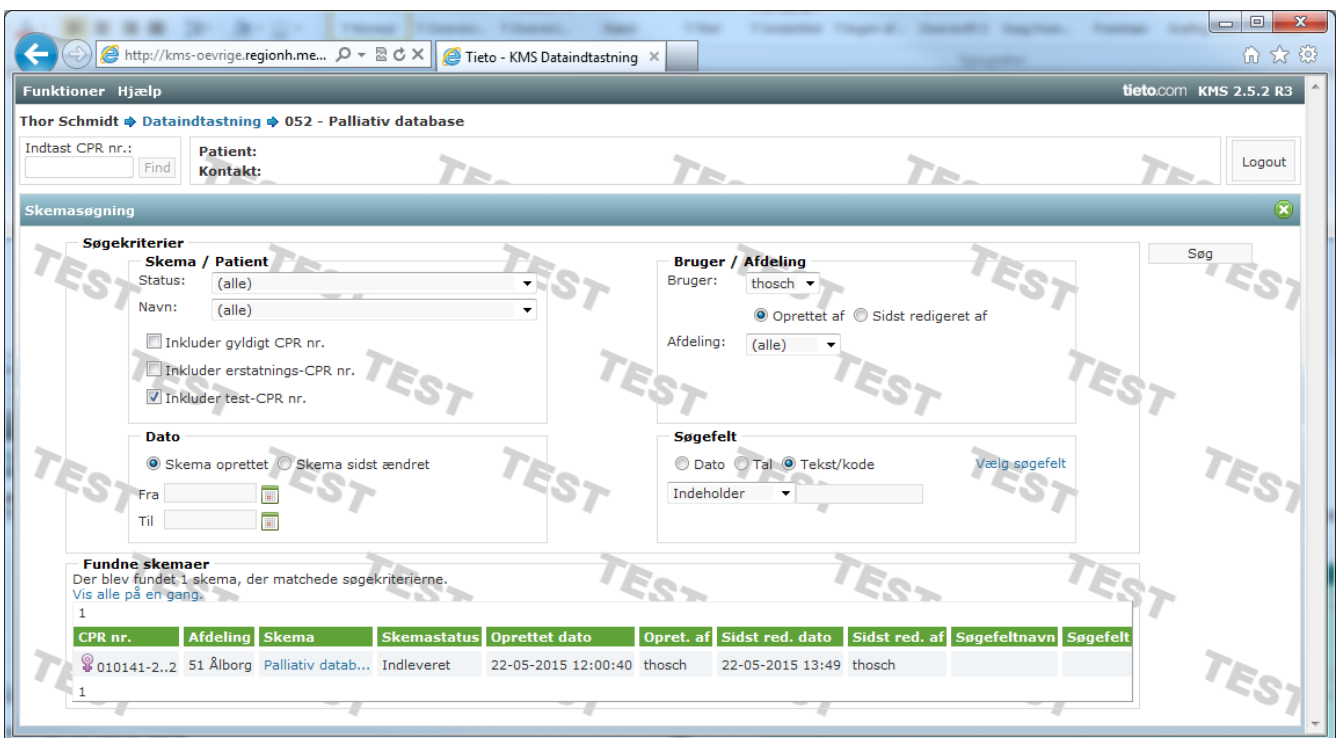 http://kms-oevrige.regionh.me...
Tieto - KMS Dataindtastning
Funktioner Hjælp
tieto.com KMS 2.5.2 R3
Thor Schmidt Dataindtastning 052 - Palliativ database
Indtast CPR nr.:
Find
Patient:
Kontakt:
Logout
Skemasøgning
Søgekriterier
Søg
Skema / Patient
Status: (alle)
Navn: (alle)
Inkluder gyldigt CPR nr.
Inkluder erstatnings-CPR nr.
Inkluder test-CPR nr.
Bruger / Afdeling
Bruger: thosch
Oprettet af Sidst redigeret af
Afdeling: (alle)
Dato
Skema oprettet Skema sidst ændret
Fra
Til
Søgefelt
Dato Tal Tekst/kode Vælg søgefelt
Indeholder
Fundne skemaer
Der blev fundet 1 skema, der matchede søgekriterierne.
Vis alle på en gang.
1
CPR nr. Afdeling Skema Skemastatus Oprettet dato Opret. af Sidst red. dato Sidst red. af Søgefeltnavn Søgefelt
010141-2..2 51 Ålborg Palliativ datab... Indleveret 22-05-2015 12:00:40 thosch 22-05-2015 13:49 thosch
1
TEST